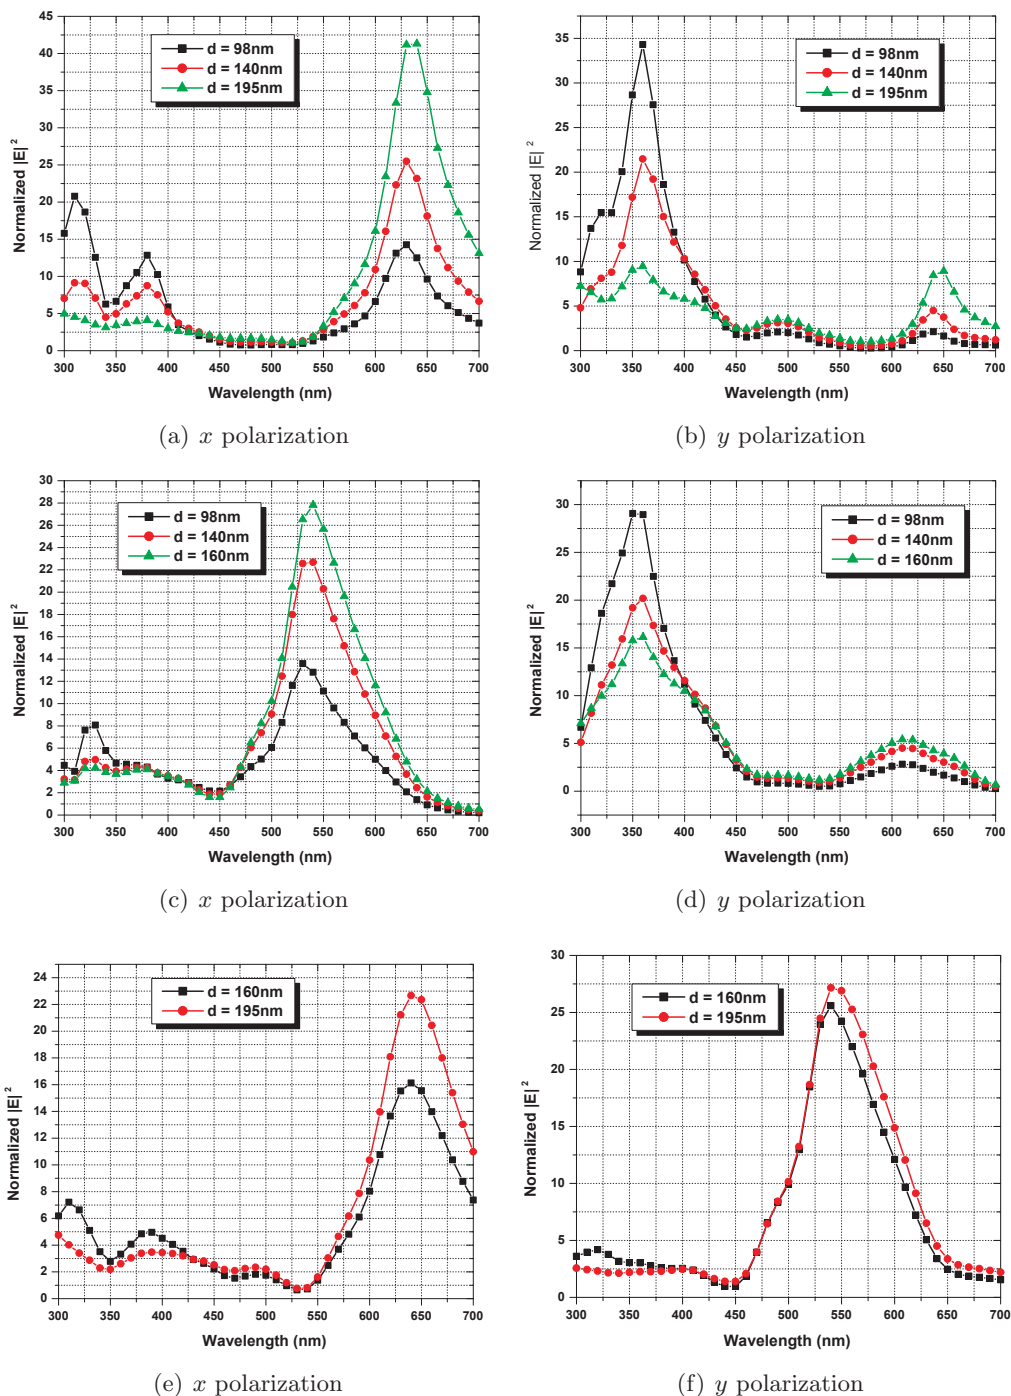 45
40
35
30
25
20
15
10
5
0
Normalized |E|²
d = 98nm
d = 140nm
d = 195nm
300 350 400 450 500 550 600 650 700
Wavelength (nm)
(a) x polarization
35
30
25
20
15
10
5
0
Normalized |E|²
d = 98nm
d = 140nm
d = 195nm
300 350 400 450 500 550 600 650 700
Wavelength (nm)
(b) y polarization
30
28
26
24
22
20
18
16
14
12
10
8
6
4
2
0
Normalized |E|²
d = 98nm
d = 140nm
d = 160nm
300 350 400 450 500 550 600 650 700
Wavelength (nm)
(c) x polarization
30
25
20
15
10
5
0
Normalized |E|²
d = 98nm
d = 140nm
d = 160nm
300 350 400 450 500 550 600 650 700
Wavelength (nm)
(d) y polarization
24
22
20
18
16
14
12
10
8
6
4
2
0
Normalized |E|²
d = 160nm
d = 195nm
300 350 400 450 500 550 600 650 700
Wavelength (nm)
(e) x polarization
30
25
20
15
10
5
0
Normalized |E|²
d = 160nm
d = 195nm
300 350 400 450 500 550 600 650 700
Wavelength (nm)
(f) y polarization